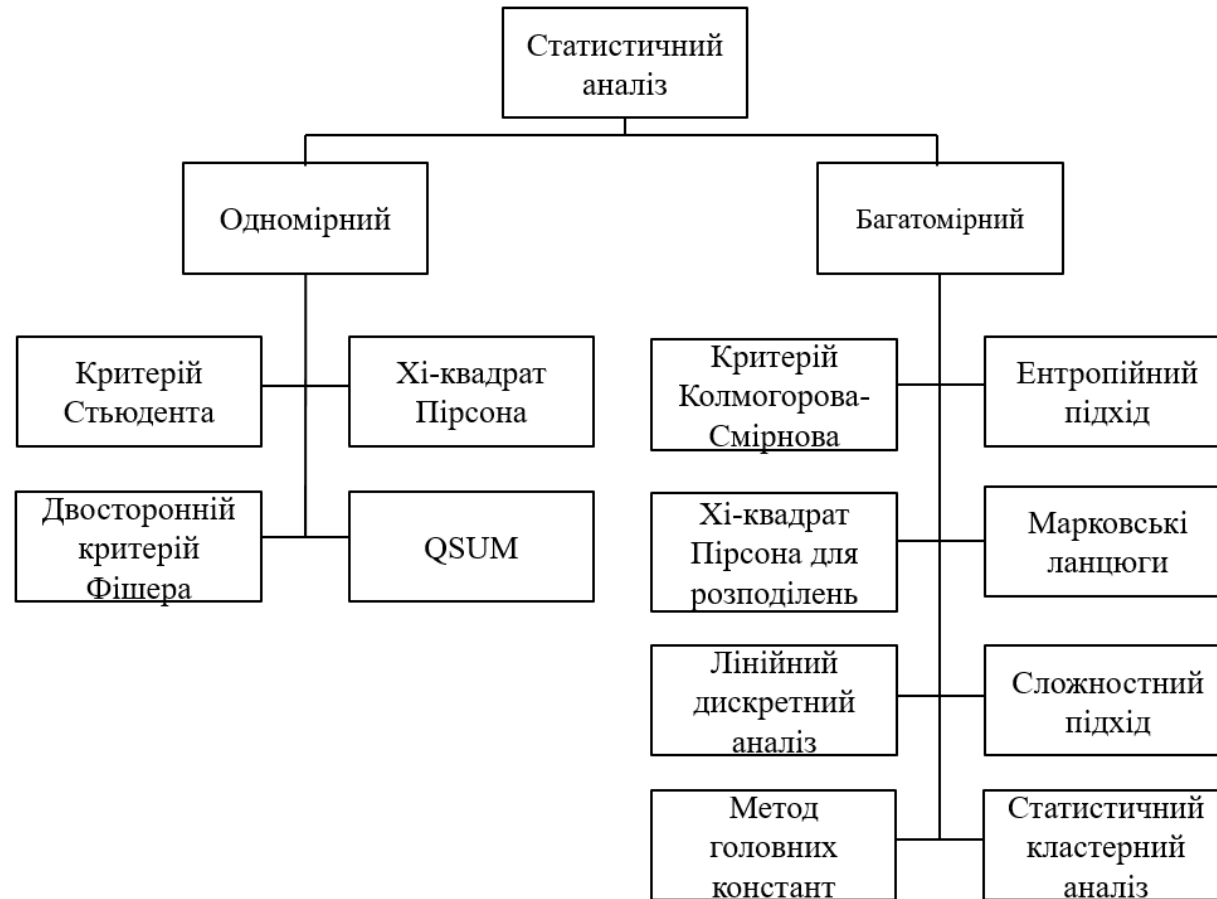 Статистичний
аналіз
Одномірний
Багатомірний
Критерій
Стьюдента
Хі-квадрат
Пірсона
Двосторонній
критерій
Фішера
QSUM
Критерій
Колмогорова-
Смірнова
Ентропійний
підхід
Хі-квадрат
Пірсона для
розподілень
Марковські
ланцюги
Лінійний
дискретний
аналіз
Сложностний
підхід
Метод
головних
констант
Статистичний
кластерний
аналіз